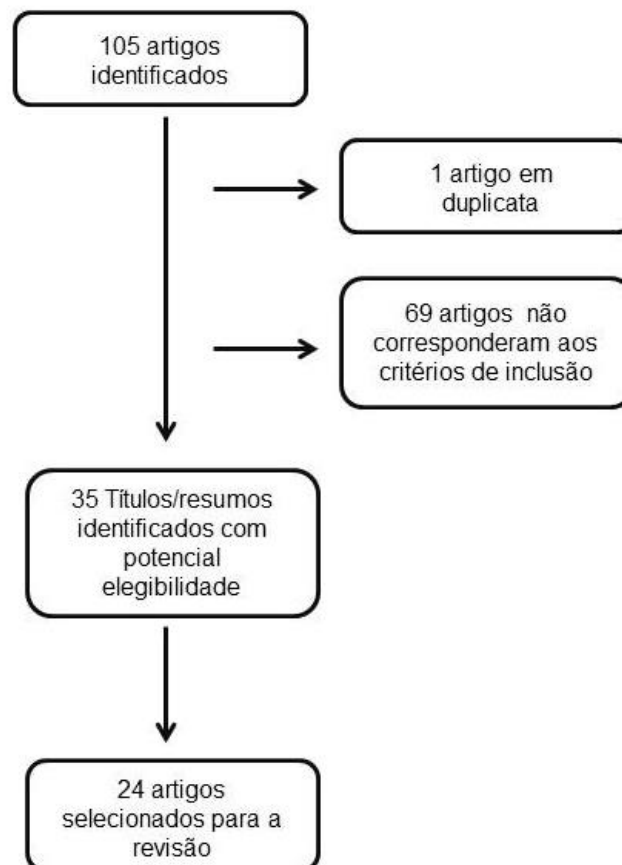 105 artigos
identificados
1 artigo em
duplicata
69 artigos não
corresponderam aos
critérios de inclusão
35 Títulos/resumos
identificados com
potencial
elegibilidade
24 artigos
selecionados para a
revisão